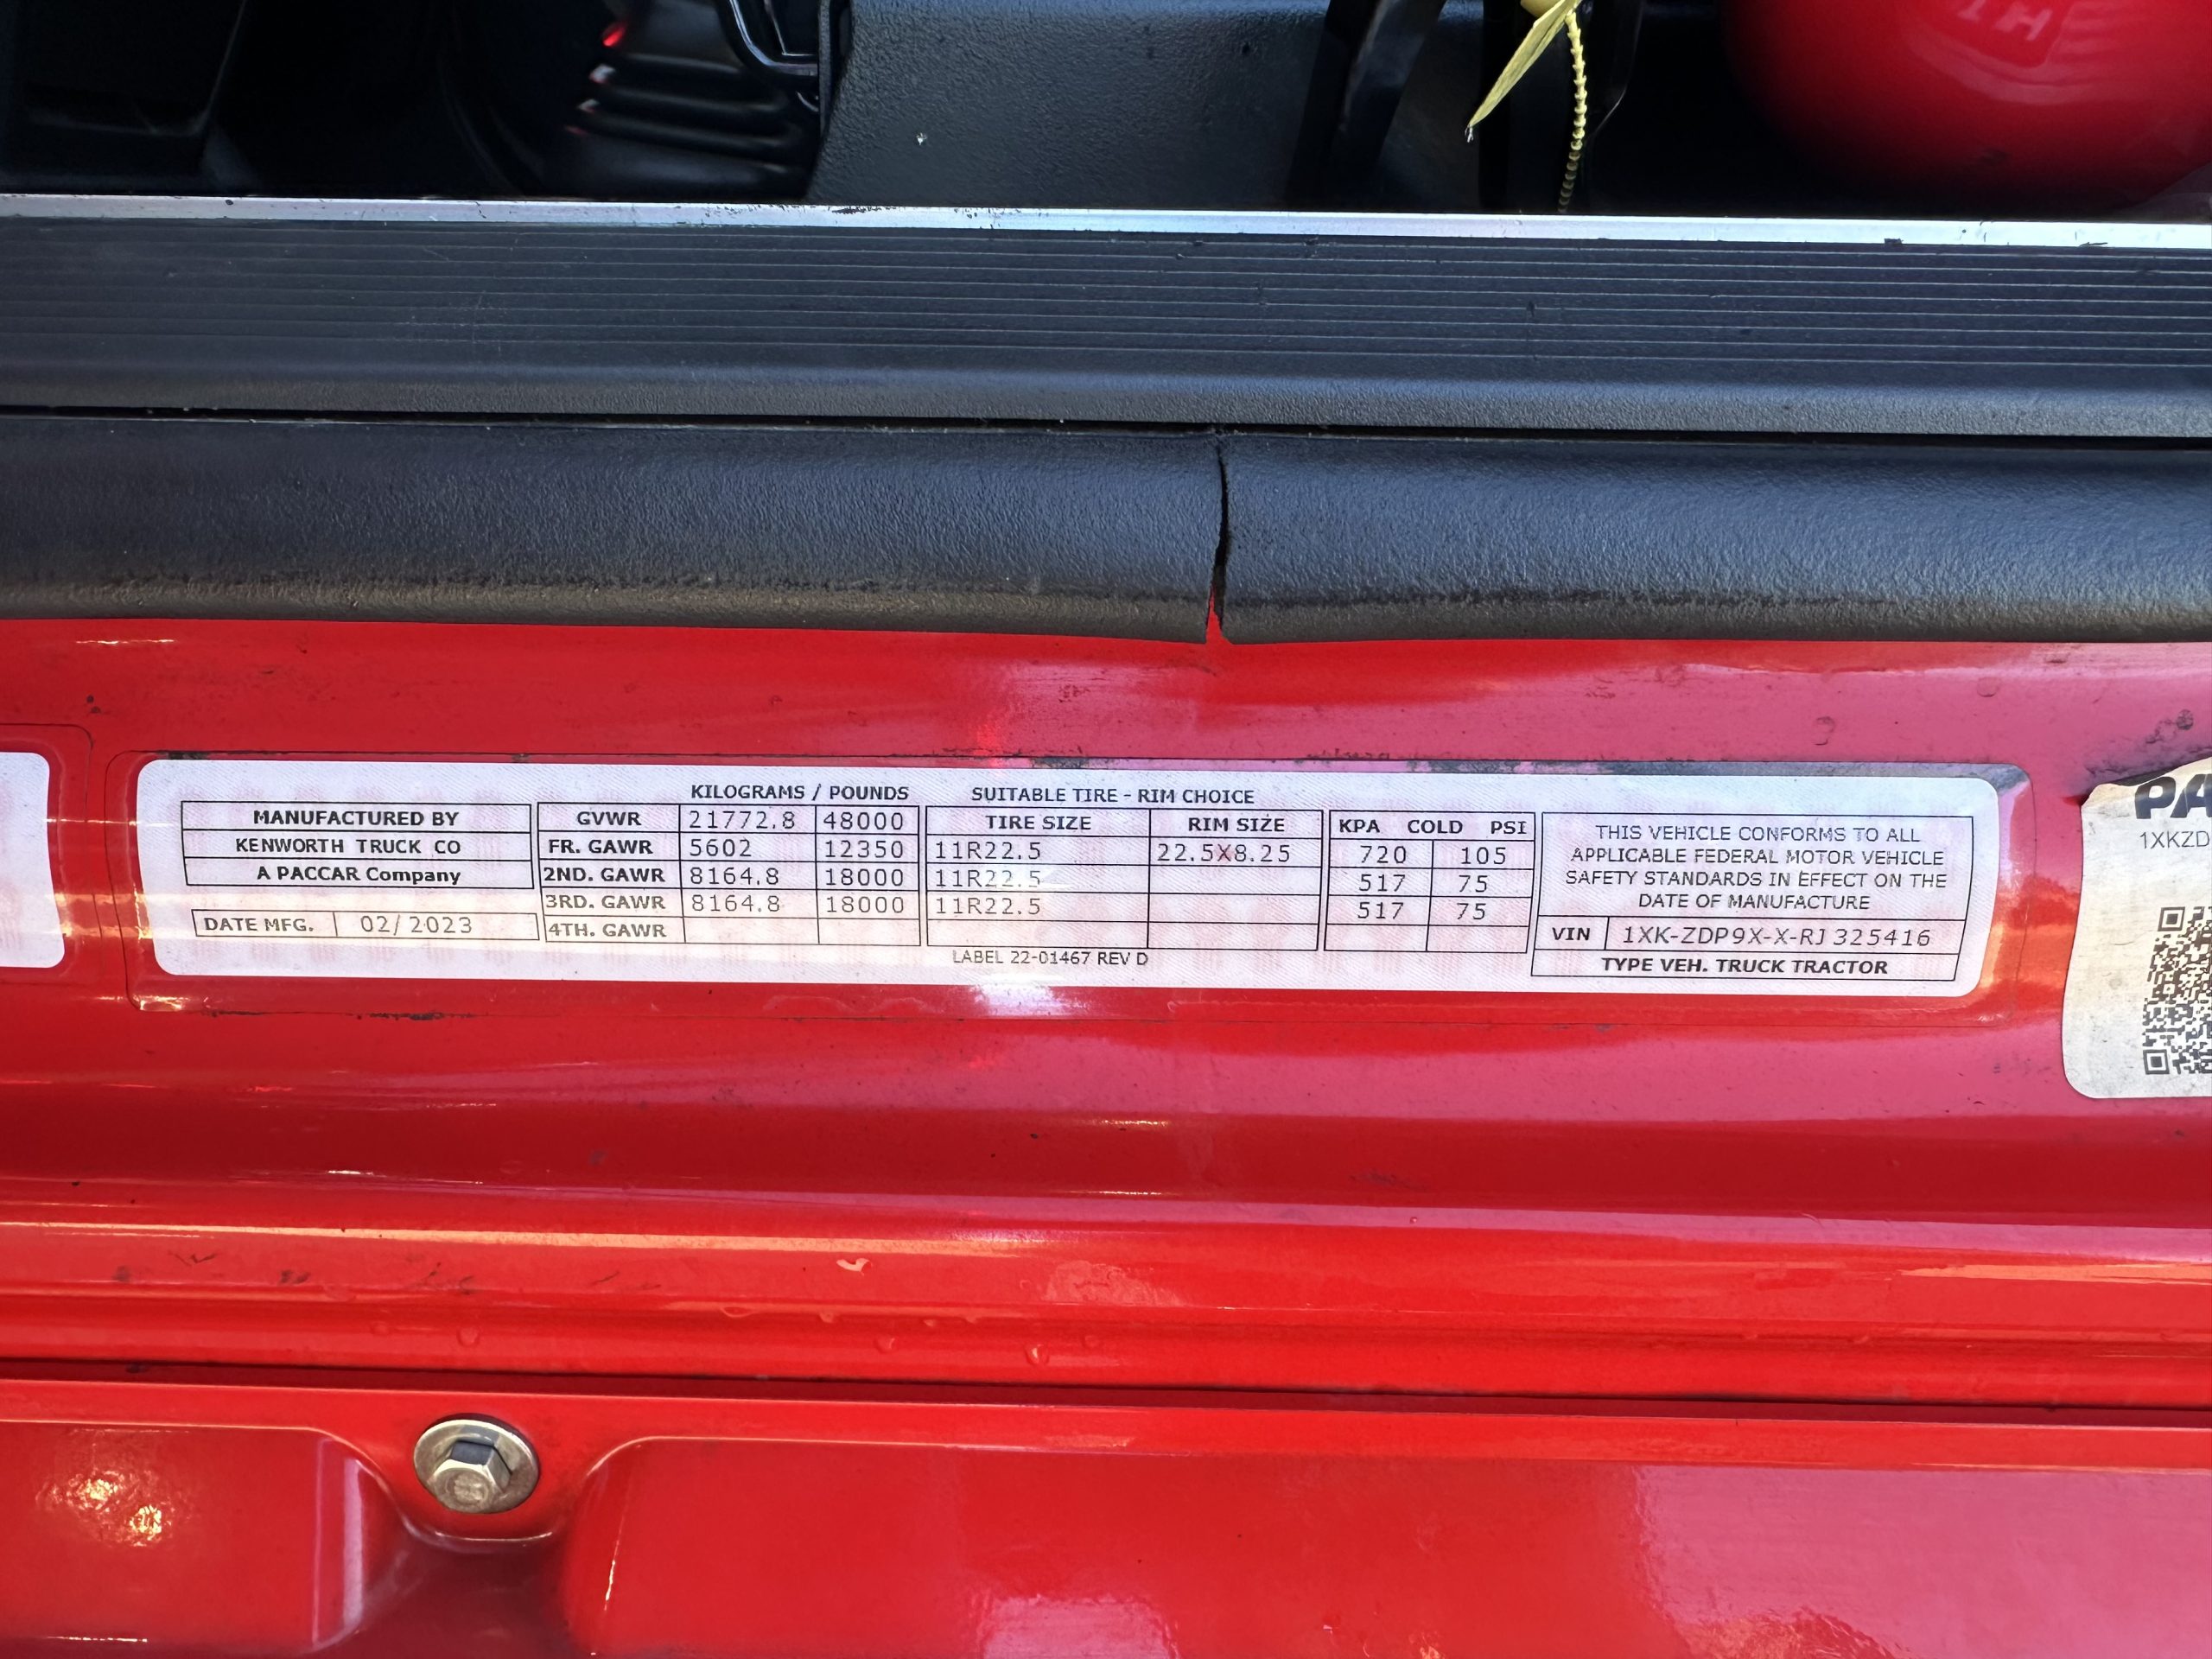 KILOGRAMS / POUNDS SUITABLE TIRE - RIM CHOICE
MANUFACTURED BY
KENWORTH TRUCK CO
A PACCAR Company
DATE MFG. 02/2023
GVWR 21772.8 48000
FR. GAWR 5602 12350
2ND. GAWR 8164.8 18000
3RD. GAWR 8164.8 18000
4TH. GAWR
TIRE SIZE RIM SIZE
11R22.5 22.5X8.25
11R22.5
11R22.5
LABEL 22-01467 REV D
KPA COLD PSI
720 105
517 75
517 75
THIS VEHICLE CONFORMS TO ALL
APPLICABLE FEDERAL MOTOR VEHICLE
SAFETY STANDARDS IN EFFECT ON THE
DATE OF MANUFACTURE
VIN 1XK-ZDP9X-X-RJ325416
TYPE VEH. TRUCK TRACTOR
PA
1XKZD